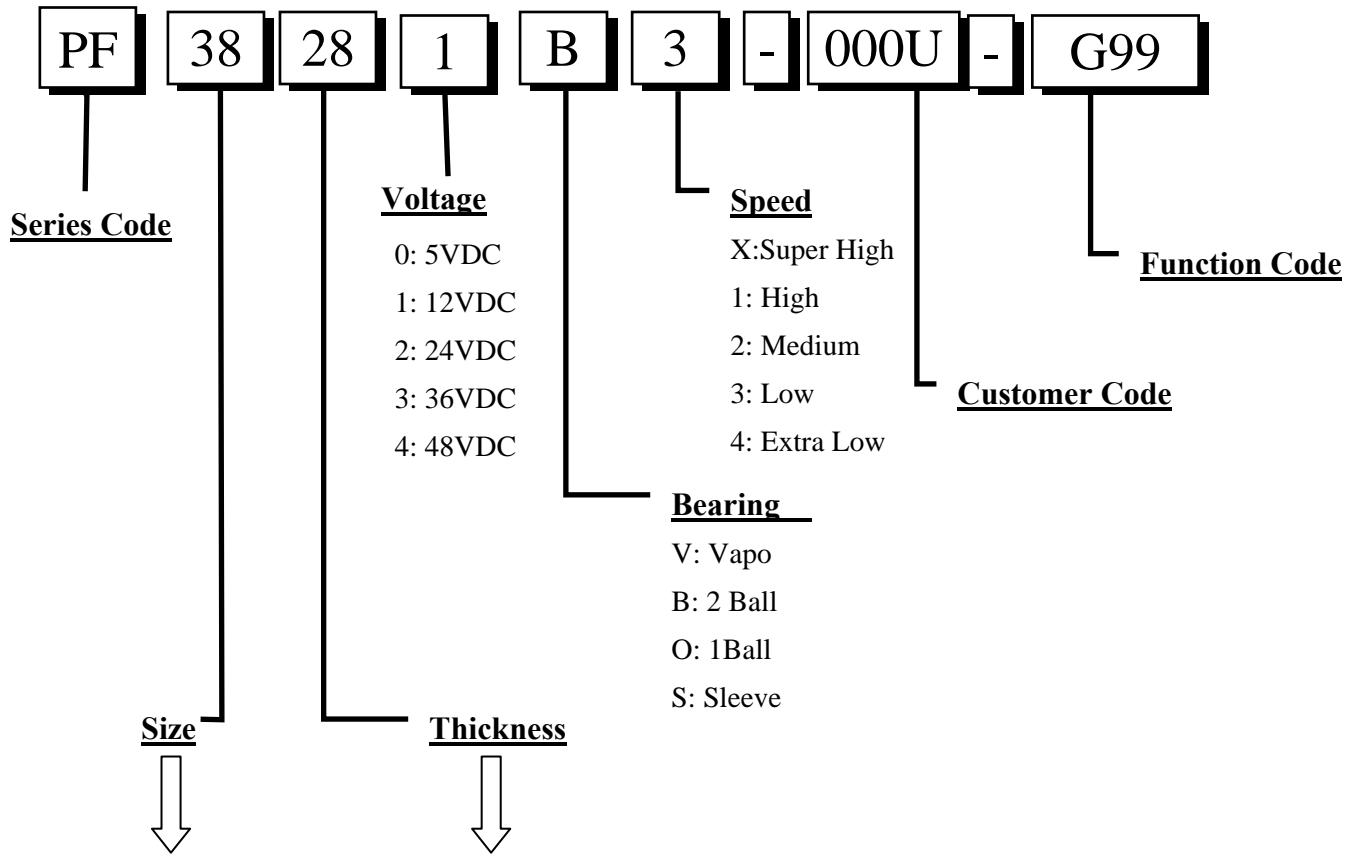 PF 38 28 1 B 3 - 000U - G99
Series Code
Voltage
0: 5VDC
1: 12VDC
2: 24VDC
3: 36VDC
4: 48VDC
Speed
X:Super High
1: High
2: Medium
3: Low
4: Extra Low
Function Code
Customer Code
Bearing
V: Vapo
B: 2 Ball
O: 1Ball
S: Sleeve
Size
Thickness